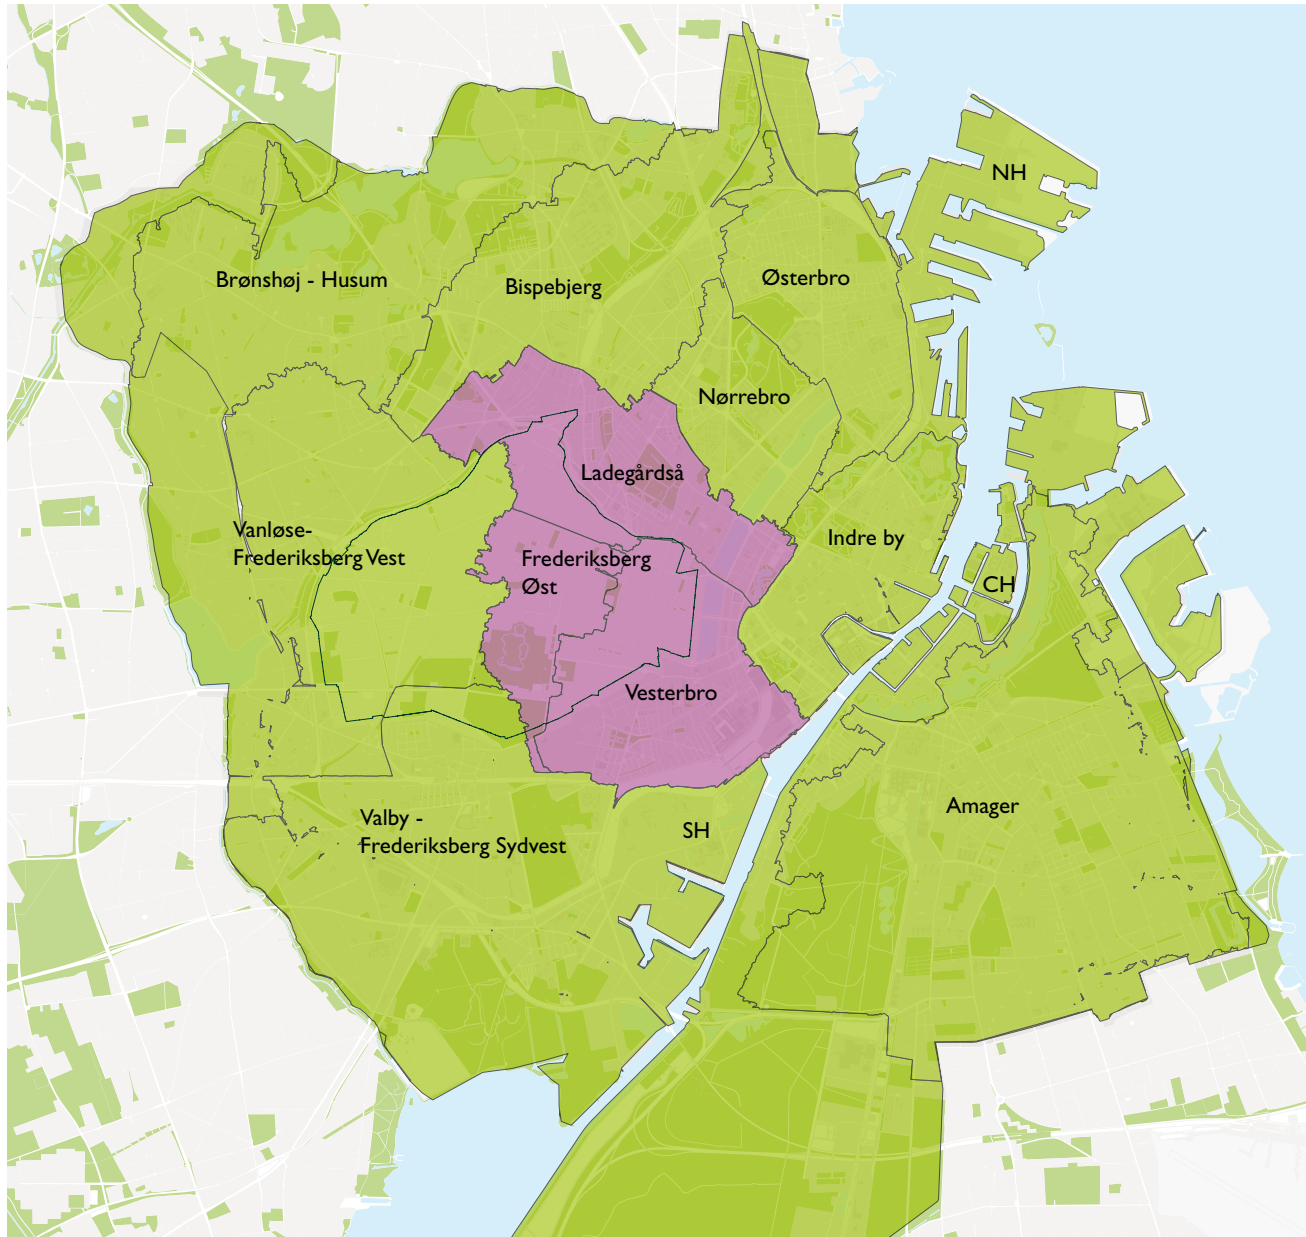 NH
Brønshøj - Husum
Bispebjerg
Østerbro
Nørrebro
Ladegårdså
Vanløse-
Frederiksberg Vest
Frederiksberg
Øst
Indre by
CH
Vesterbro
Valby -
Frederiksberg Sydvest
SH
Amager